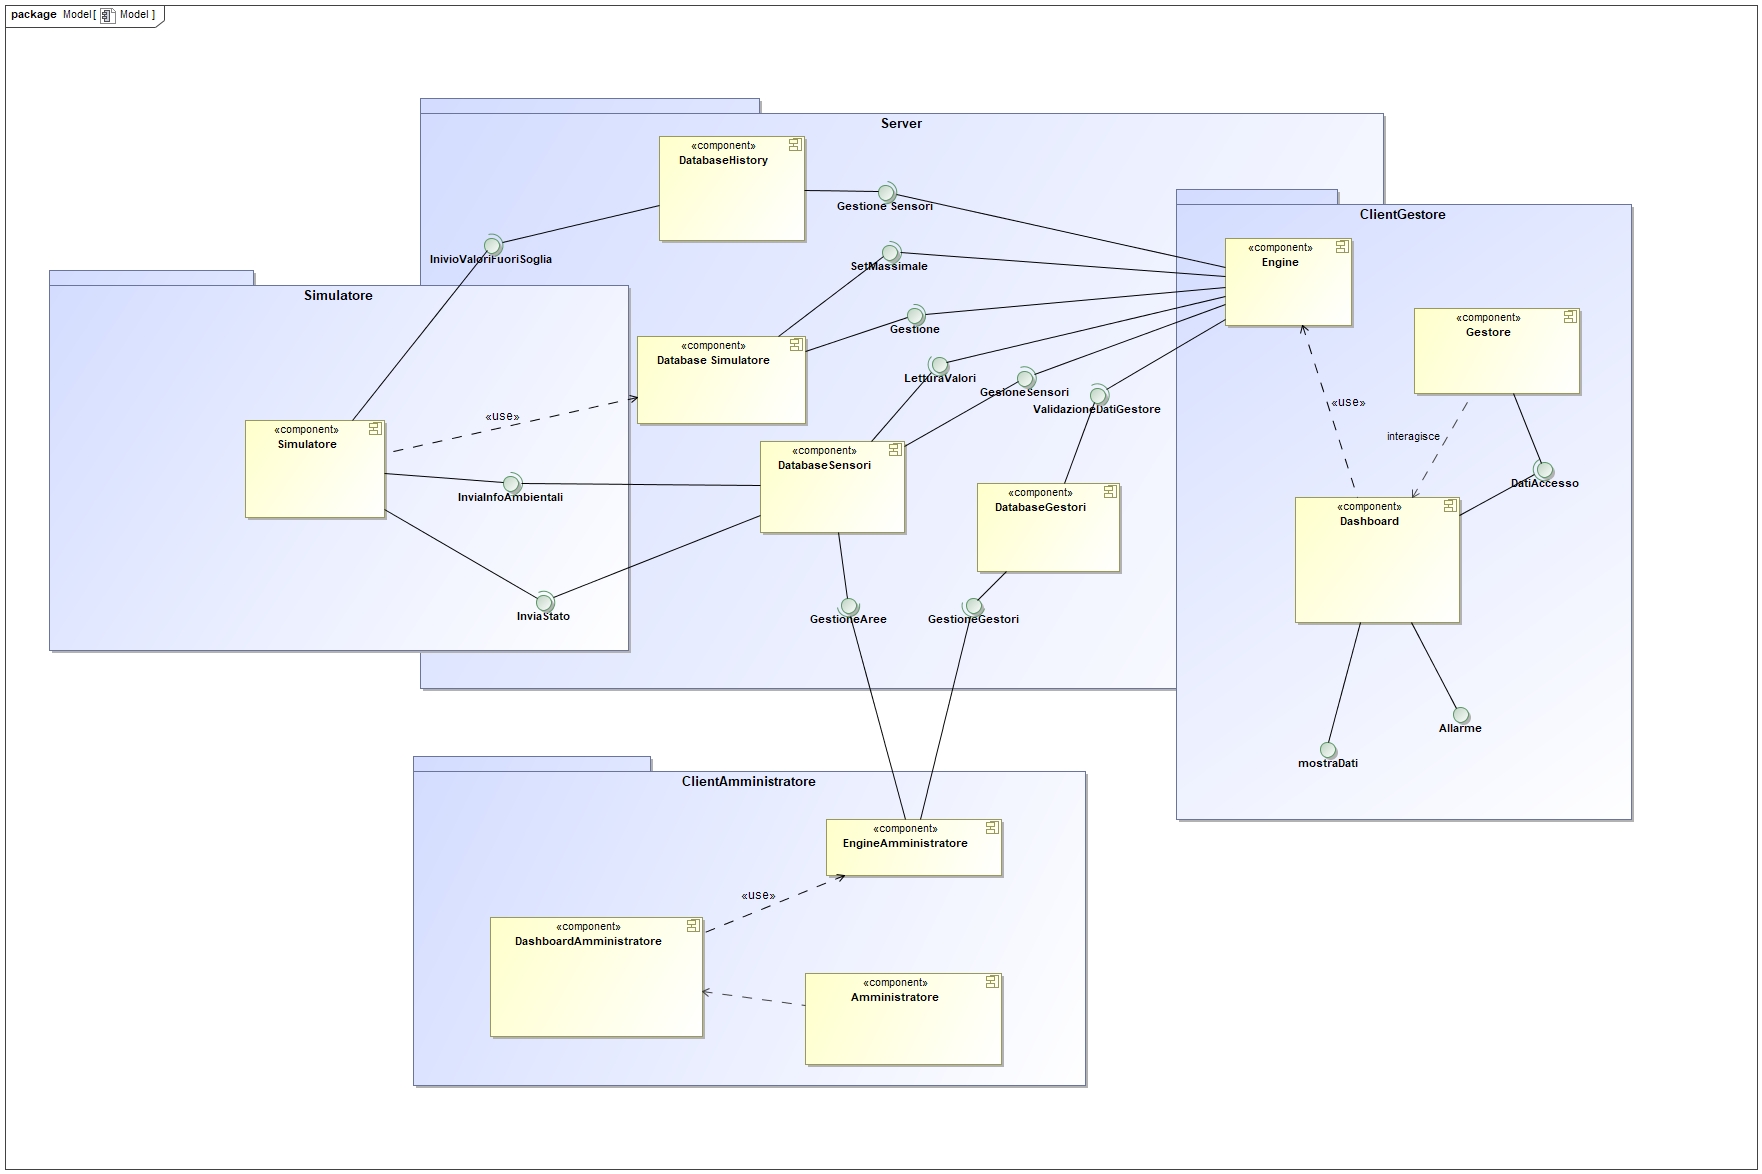 package Model[ Model ]
Server
«component»
DatabaseHistory
Gestione Sensori
ClientGestore
«component»
Engine
InivioValoriFuoriSoglia
SetMassimale
Simulatore
«component»
Gestore
Gestione
«component»
Database Simulatore
LetturaValori
GesioneSensori
ValidazioneDatiGestore
«use»
«use»
interagisce
«component»
Simulatore
«component»
DatabaseSensori
DatiAccesso
InviaInfoAmbientali
«component»
DatabaseGestori
«component»
Dashboard
InviaStato
GestioneAree
GestioneGestori
Allarme
mostraDati
ClientAmministratore
«component»
EngineAmministratore
«use»
«component»
DashboardAmministratore
«component»
Amministratore